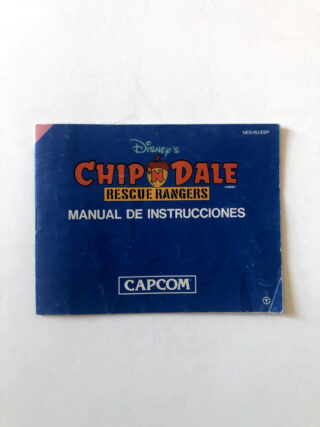 NES-RU-ESP
Disney's
CHIP 'N DALE
RESCUE RANGERS
MANUAL DE INSTRUCCIONES
CAPCOM